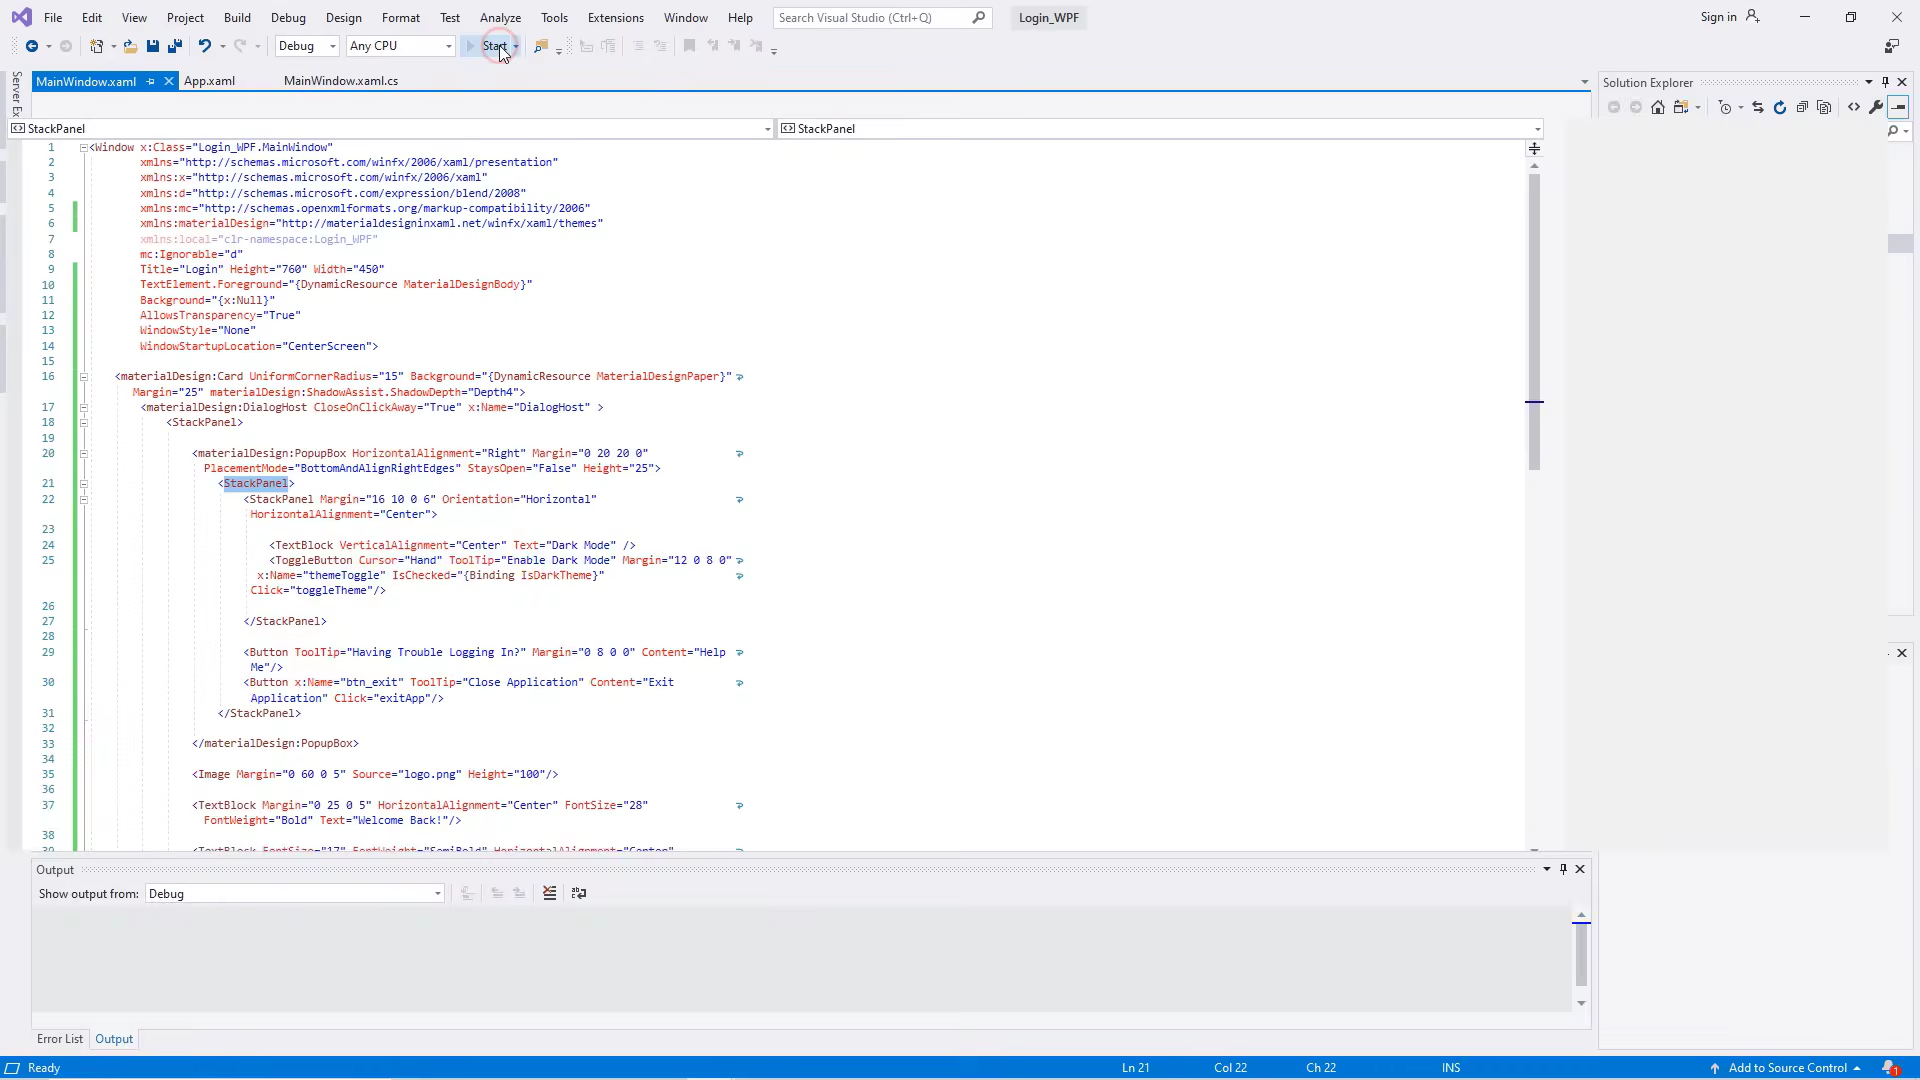 File Edit View Project Build Debug Design Format Test Analyze Tools Extensions Window Help Search Visual Studio (Ctrl+Q) Login_WPF Sign in
Debug Any CPU Start
MainWindow.xaml App.xaml MainWindow.xaml.cs Solution Explorer
StackPanel StackPanel
1 <Window x:Class="Login_WPF.MainWindow"
2 xmlns="http://schemas.microsoft.com/winfx/2006/xaml/presentation"
3 xmlns:x="http://schemas.microsoft.com/winfx/2006/xaml"
4 xmlns:d="http://schemas.microsoft.com/expression/blend/2008"
5 xmlns:mc="http://schemas.openxmlformats.org/markup-compatibility/2006"
6 xmlns:materialDesign="http://materialdesigninxaml.net/winfx/xaml/themes"
7 xmlns:local="clr-namespace:Login_WPF"
8 mc:Ignorable="d"
9 Title="Login" Height="760" Width="450"
10 TextElement.Foreground="{DynamicResource MaterialDesignBody}"
11 Background="{x:Null}"
12 AllowsTransparency="True"
13 WindowStyle="None"
14 WindowStartupLocation="CenterScreen">
15
16 <materialDesign:Card UniformCornerRadius="15" Background="{DynamicResource MaterialDesignPaper}"
Margin="25" materialDesign:ShadowAssist.ShadowDepth="Depth4">
17 <materialDesign:DialogHost CloseOnClickAway="True" x:Name="DialogHost" >
18 <StackPanel>
19
20 <materialDesign:PopupBox HorizontalAlignment="Right" Margin="0 20 20 0"
PlacementMode="BottomAndAlignRightEdges" StaysOpen="False" Height="25">
21 <StackPanel>
22 <StackPanel Margin="16 10 0 6" Orientation="Horizontal"
HorizontalAlignment="Center">
23
24 <TextBlock VerticalAlignment="Center" Text="Dark Mode" />
25 <ToggleButton Cursor="Hand" ToolTip="Enable Dark Mode" Margin="12 0 8 0"
x:Name="themeToggle" IsChecked="{Binding IsDarkTheme}"
Click="toggleTheme"/>
26
27 </StackPanel>
28
29 <Button ToolTip="Having Trouble Logging In?" Margin="0 8 0 0" Content="Help
Me"/>
30 <Button x:Name="btn_exit" ToolTip="Close Application" Content="Exit
Application" Click="exitApp"/>
31 </StackPanel>
32
33 </materialDesign:PopupBox>
34
35 <Image Margin="0 60 0 5" Source="logo.png" Height="100"/>
36
37 <TextBlock Margin="0 25 0 5" HorizontalAlignment="Center" FontSize="28"
FontWeight="Bold" Text="Welcome Back!"/>
38
39 <TextBlock FontSize="17" FontWeight="SemiBold" HorizontalAlignment="Center"
Output
Show output from: Debug
Error List Output
Ready Ln 21 Col 22 Ch 22 INS Add to Source Control 1